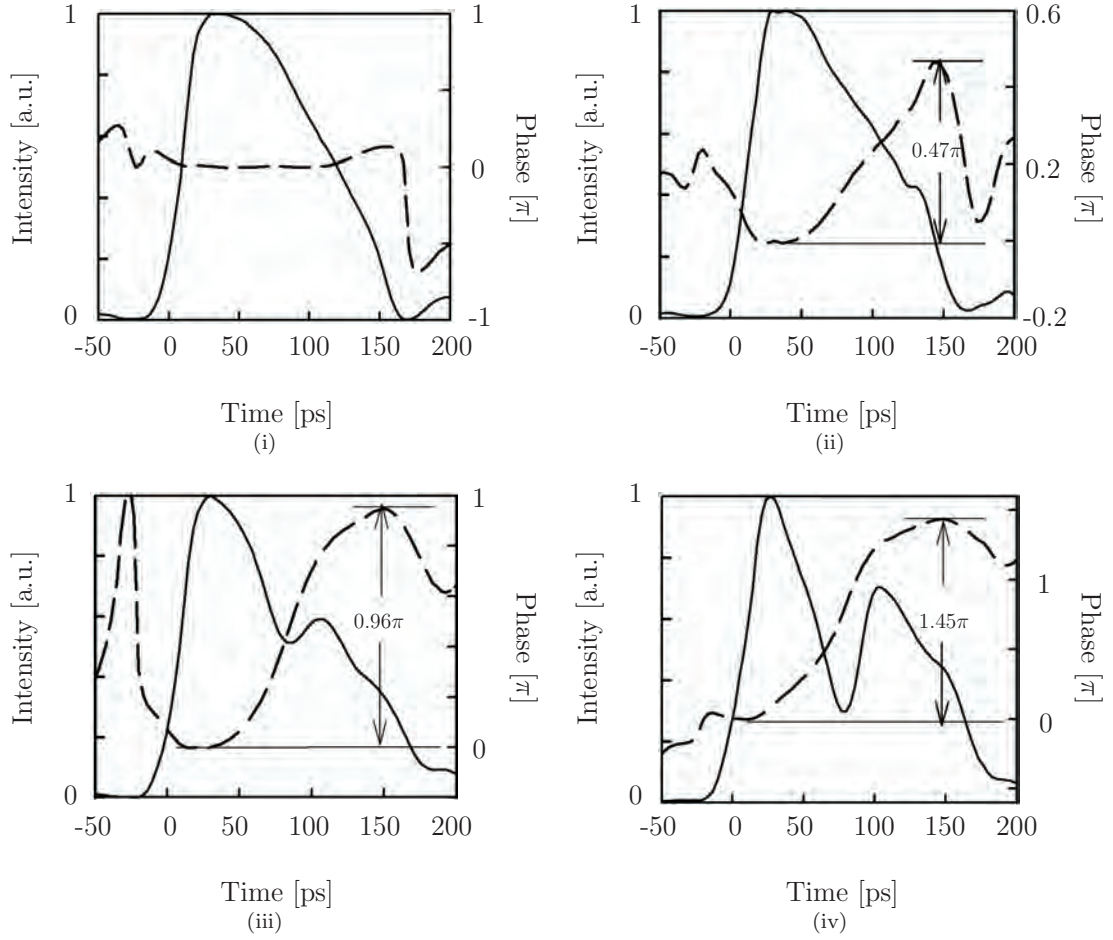 1
1
Intensity [a.u.]
Phase [π]
0
0
-1
-50 0 50 100 150 200
Time [ps]
(i)
1
0.6
Intensity [a.u.]
0.47π
0.2
Phase [π]
0
-0.2
-50 0 50 100 150 200
Time [ps]
(ii)
1
1
Intensity [a.u.]
0.96π
Phase [π]
0
0
-50 0 50 100 150 200
Time [ps]
(iii)
1
Intensity [a.u.]
1.45π
1
Phase [π]
0
0
-50 0 50 100 150 200
Time [ps]
(iv)